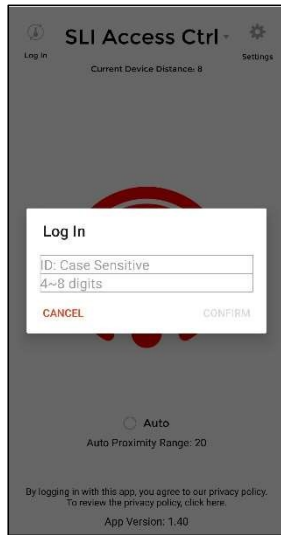 SLI Access Ctrl
Log In
Settings
Current Device Distance: 8
Log In
ID: Case Sensitive
4~8 digits
CANCEL
CONFIRM
Auto
Auto Proximity Range: 20
By logging in with this app, you agree to our privacy policy.
To review the privacy policy, click here.
App Version: 1.40